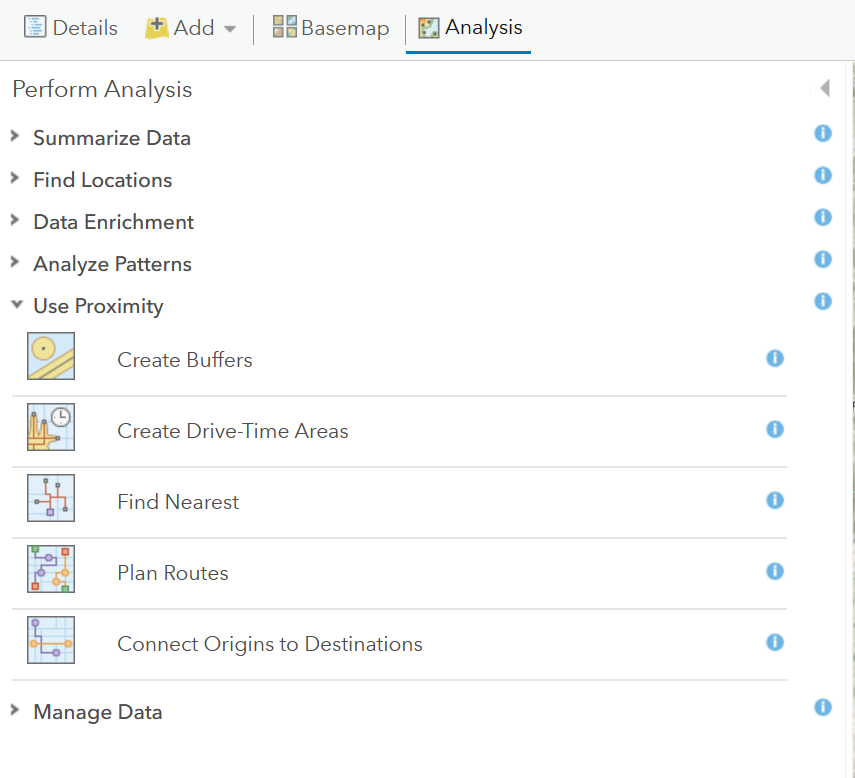 Details Add Basemap Analysis
Perform Analysis
Summarize Data
Find Locations
Data Enrichment
Analyze Patterns
Use Proximity
Create Buffers
Create Drive-Time Areas
Find Nearest
Plan Routes
Connect Origins to Destinations
Manage Data